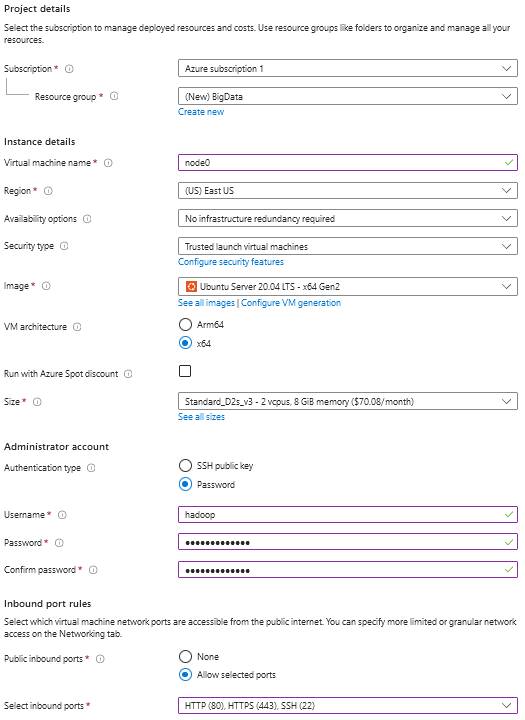 Project details
Select the subscription to manage deployed resources and costs. Use resource groups like folders to organize and manage all your
resources.
Subscription *
Azure subscription 1
Resource group *
(New) BigData
Create new
Instance details
Virtual machine name *
node0
Region *
(US) East US
Availability options
No infrastructure redundancy required
Security type
Trusted launch virtual machines
Configure security features
Image *
Ubuntu Server 20.04 LTS - x64 Gen2
See all images | Configure VM generation
VM architecture
Arm64
x64
Run with Azure Spot discount
Size *
Standard_D2s_v3 - 2 vcpus, 8 GiB memory ($70.08/month)
See all sizes
Administrator account
Authentication type
SSH public key
Password
Username *
hadoop
Password *
•••••••••••••
Confirm password *
•••••••••••••
Inbound port rules
Select which virtual machine network ports are accessible from the public internet. You can specify more limited or granular network
access on the Networking tab.
Public inbound ports *
None
Allow selected ports
Select inbound ports *
HTTP (80), HTTPS (443), SSH (22)